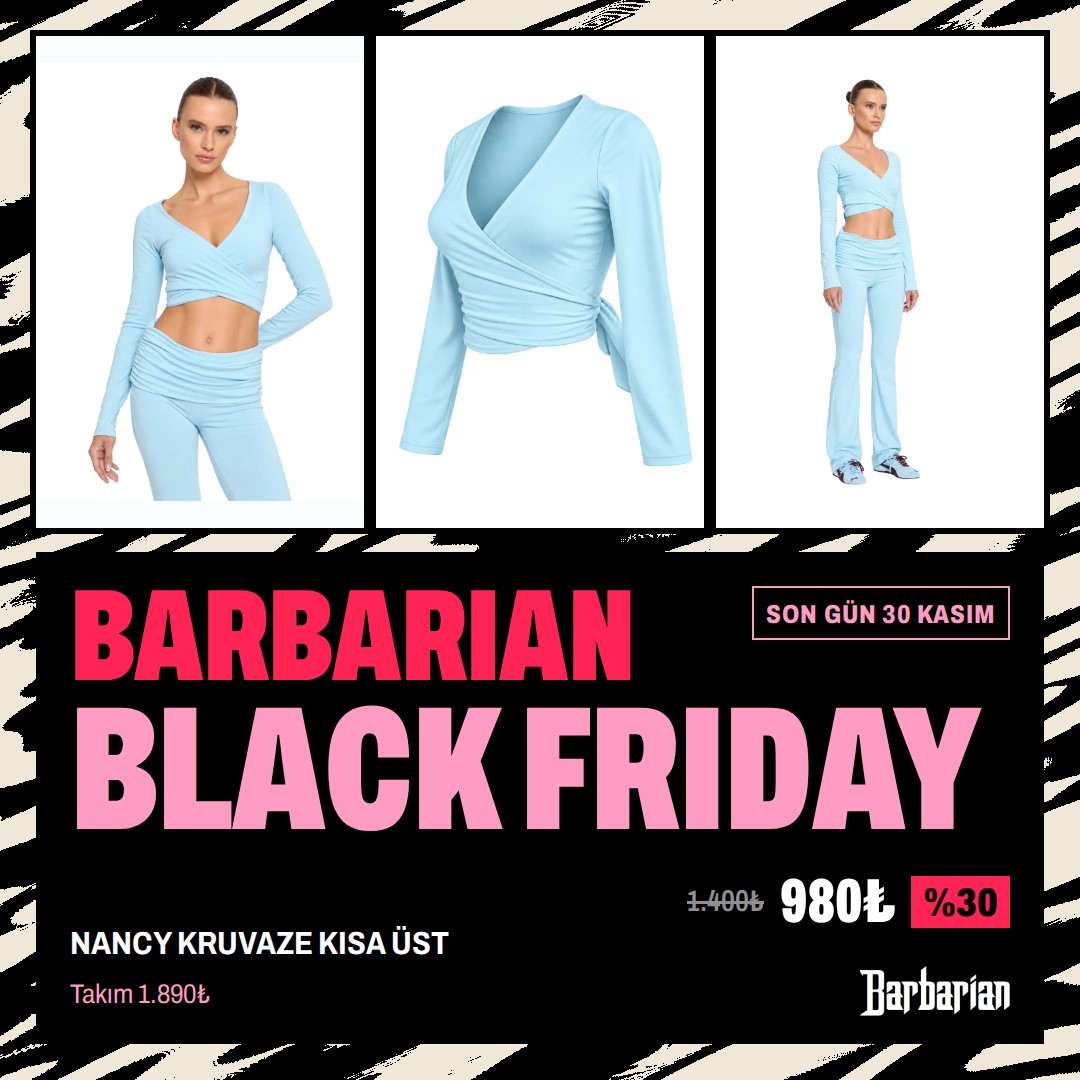 BARBARIAN
SON GÜN 30 KASIM
BLACK FRIDAY
1.400₺ 980₺ %30
NANCY KRUVAZE KISA ÜST
Takım 1.890₺
Barbarian